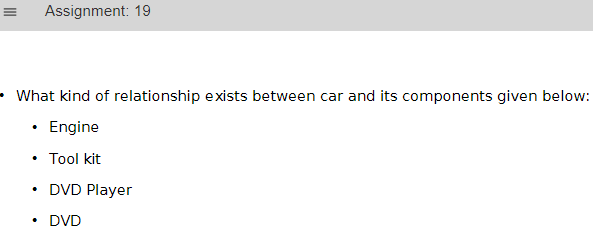 Assignment: 19
• What kind of relationship exists between car and its components given below:
• Engine
• Tool kit
• DVD Player
• DVD